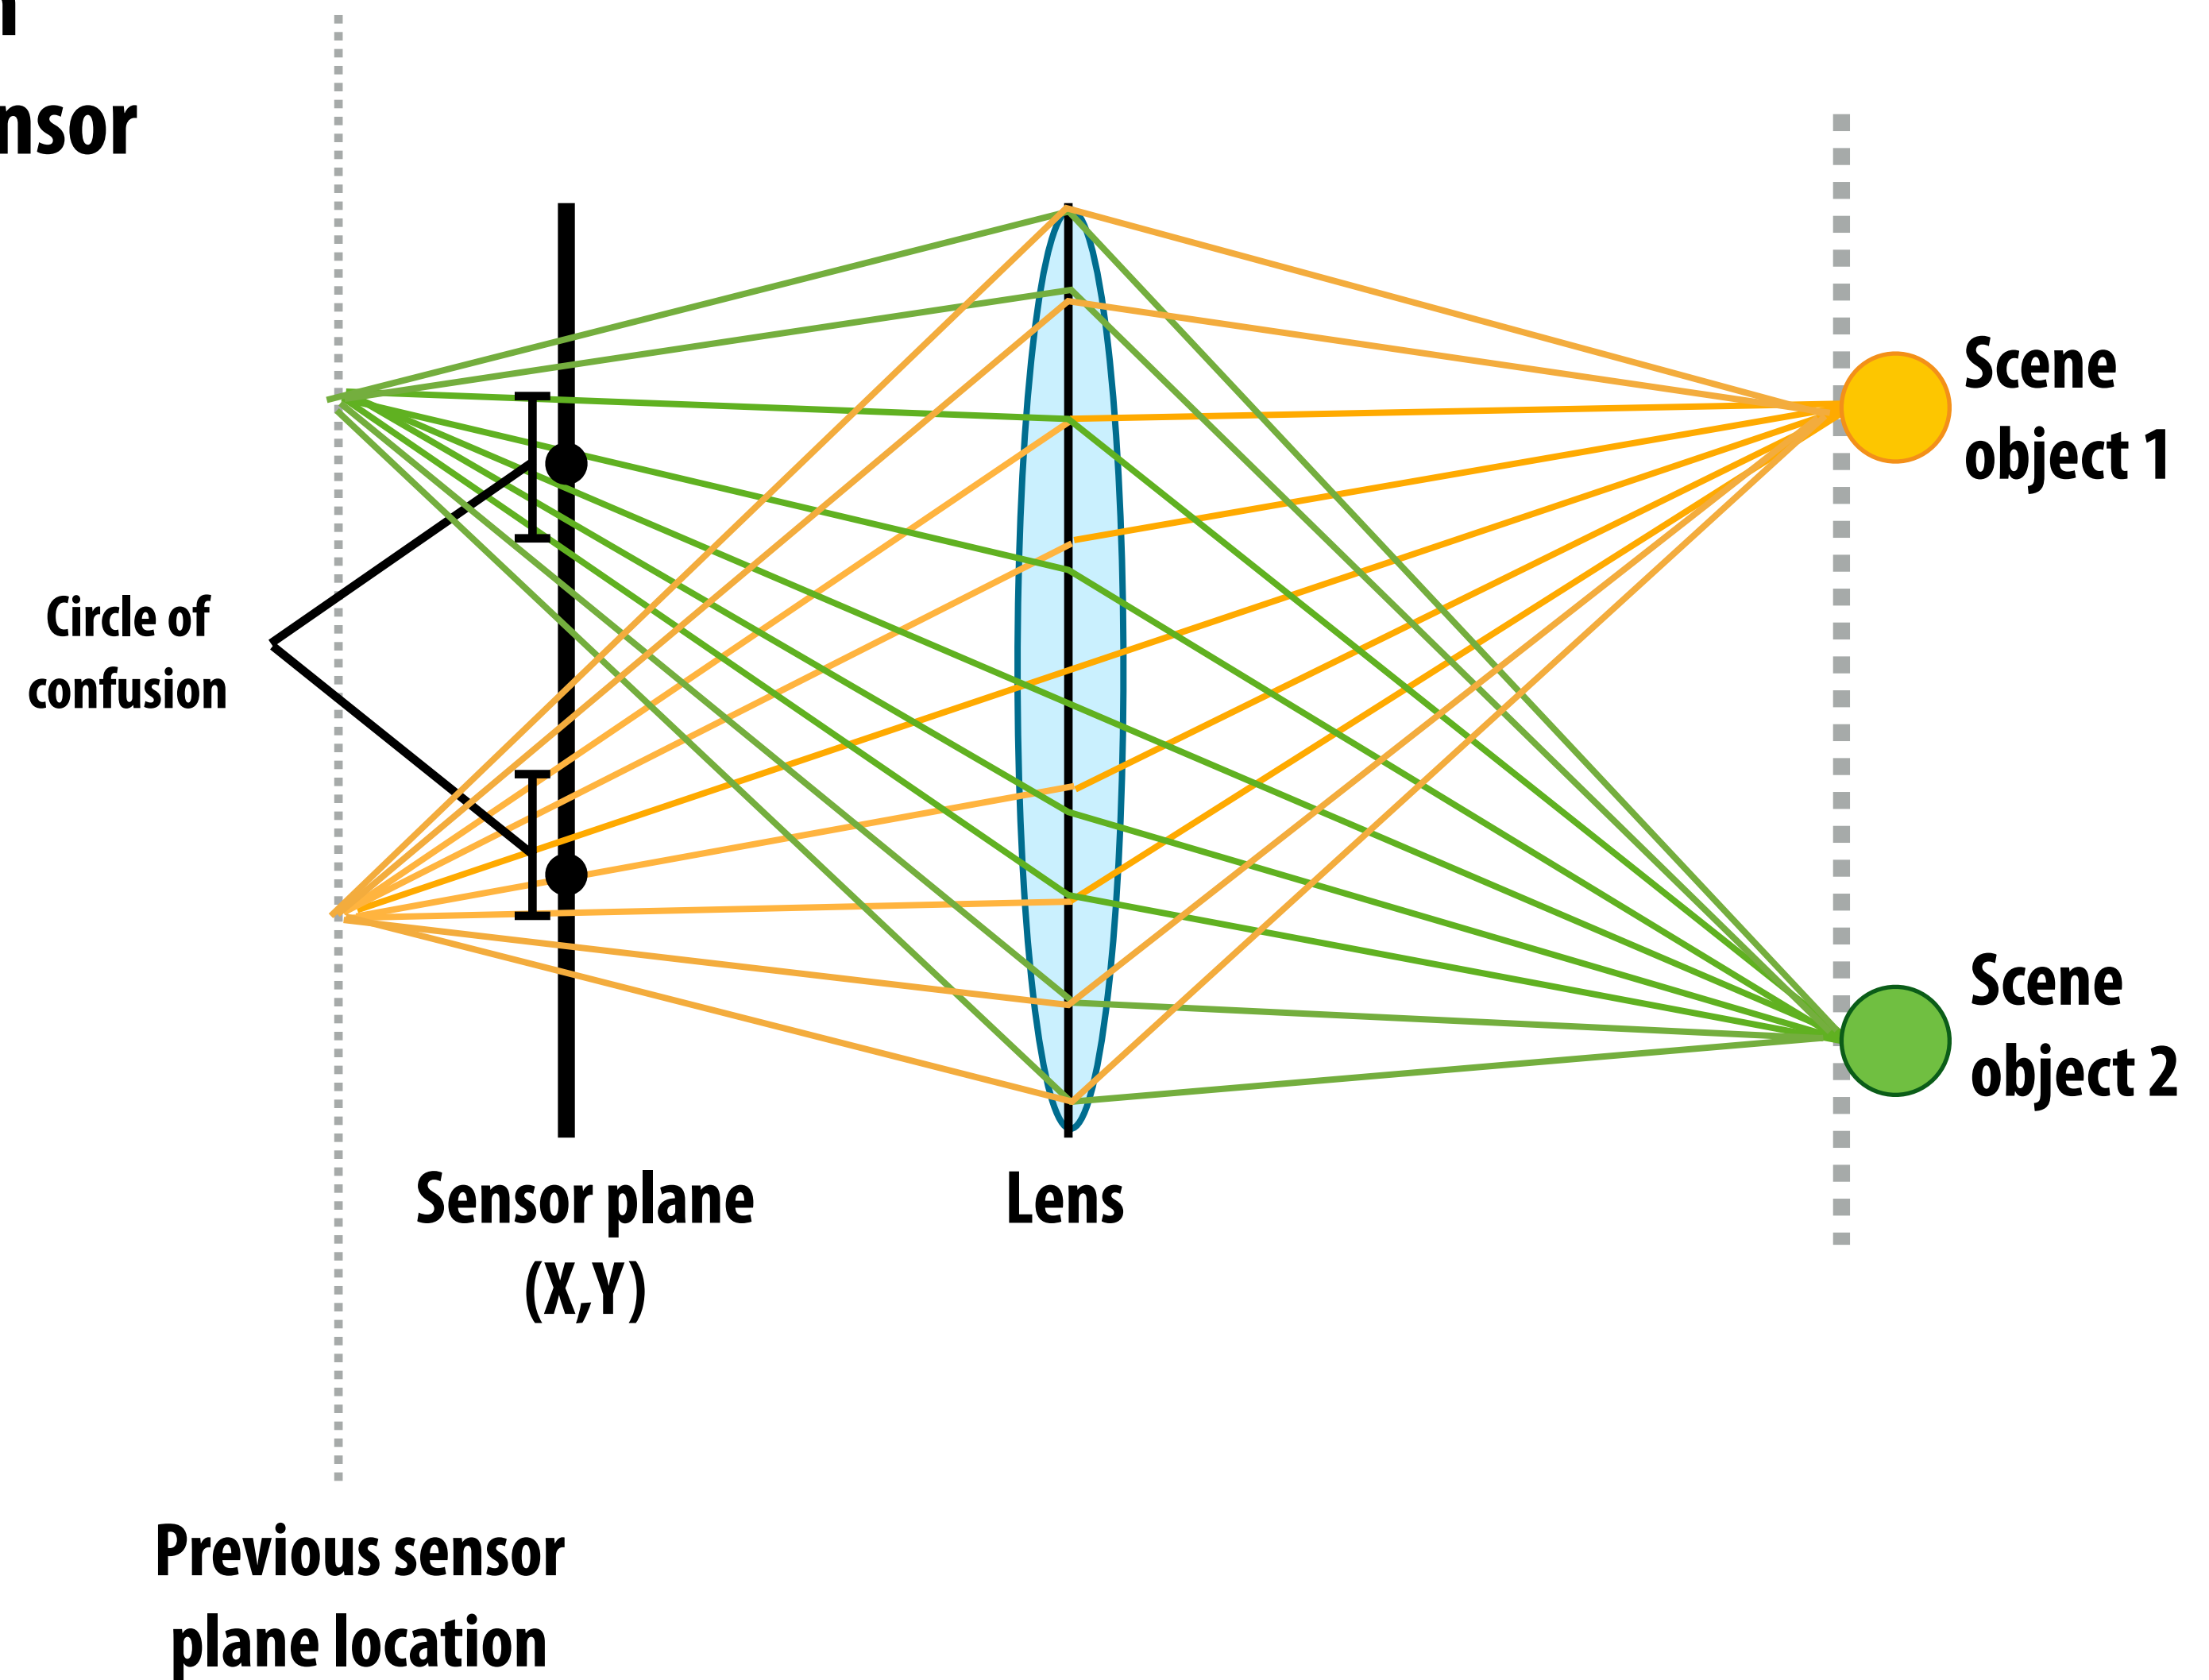 nsor
Scene
object 1
Circle of
confusion
Scene
object 2
Sensor plane
(X,Y)
Lens
Previous sensor
plane location